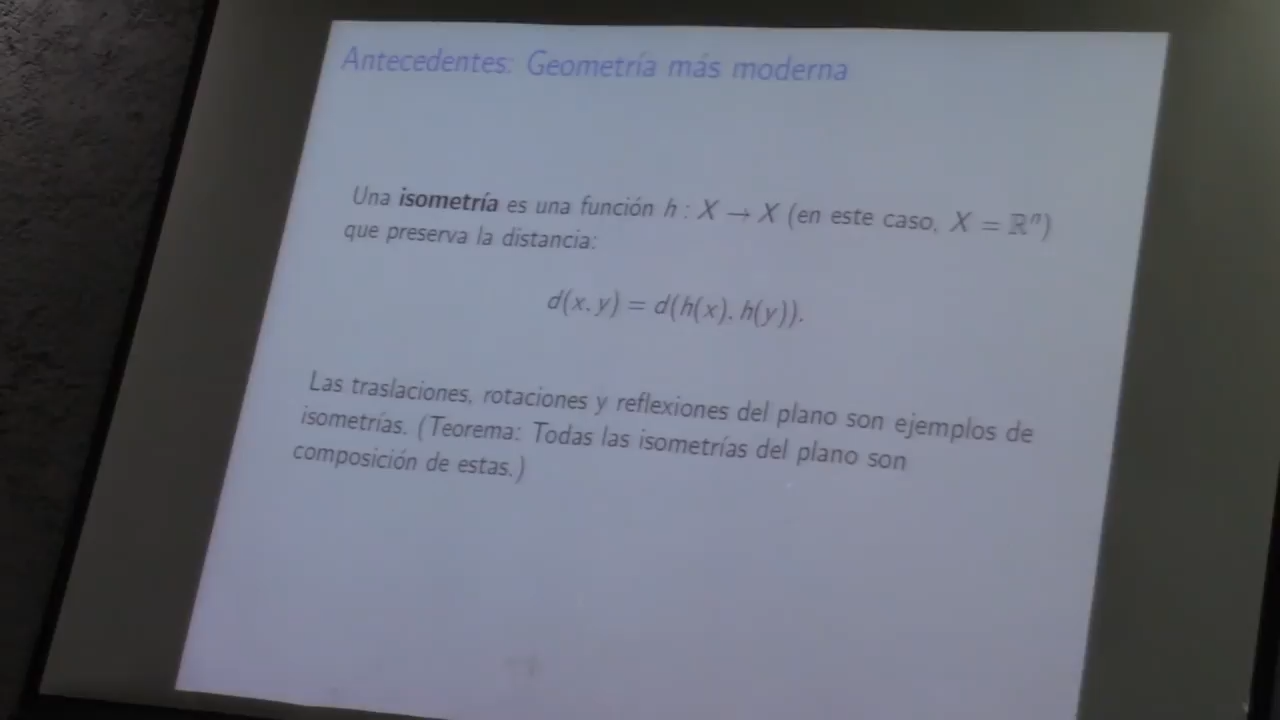 Antecedentes: Geometría más moderna
Una isometría es una función h : X → X (en este caso, X = ℝⁿ)
que preserva la distancia:
d(x, y) = d(h(x), h(y)).
Las traslaciones, rotaciones y reflexiones del plano son ejemplos de
isometrías. (Teorema: Todas las isometrías del plano son
composición de estas.)